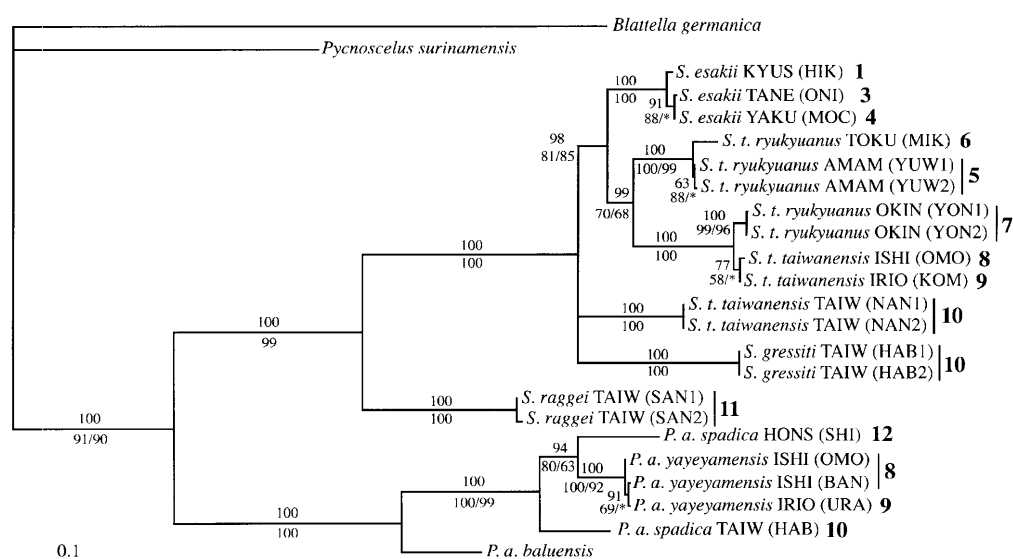 Blattella germanica
Pycnoscelus surinamensis
100
100
S. esakii KYUS (HIK) 1
91
88/*
S. esakii TANE (ONI) 3
S. esakii YAKU (MOC) 4
98
81/85
100
100/99
S. t. ryukyuanus TOKU (MIK) 6
63
88/*
S. t. ryukyuanus AMAM (YUW1)
S. t. ryukyuanus AMAM (YUW2)
5
99
70/68
100
99/96
S. t. ryukyuanus OKIN (YON1)
S. t. ryukyuanus OKIN (YON2)
7
100
100
77
58/*
S. t. taiwanensis ISHI (OMO) 8
S. t. taiwanensis IRIO (KOM) 9
100
100
100
100
S. t. taiwanensis TAIW (NAN1)
S. t. taiwanensis TAIW (NAN2)
10
100
99
100
100
S. gressiti TAIW (HAB1)
S. gressiti TAIW (HAB2)
10
100
100
S. raggei TAIW (SAN1)
S. raggei TAIW (SAN2)
11
100
91/90
P. a. spadica HONS (SHI) 12
94
80/63
100
100/92
P. a. yayeyamensis ISHI (OMO)
P. a. yayeyamensis ISHI (BAN)
8
91
69/*
P. a. yayeyamensis IRIO (URA) 9
100
100/99
P. a. spadica TAIW (HAB) 10
100
100
P. a. baluensis
0.1